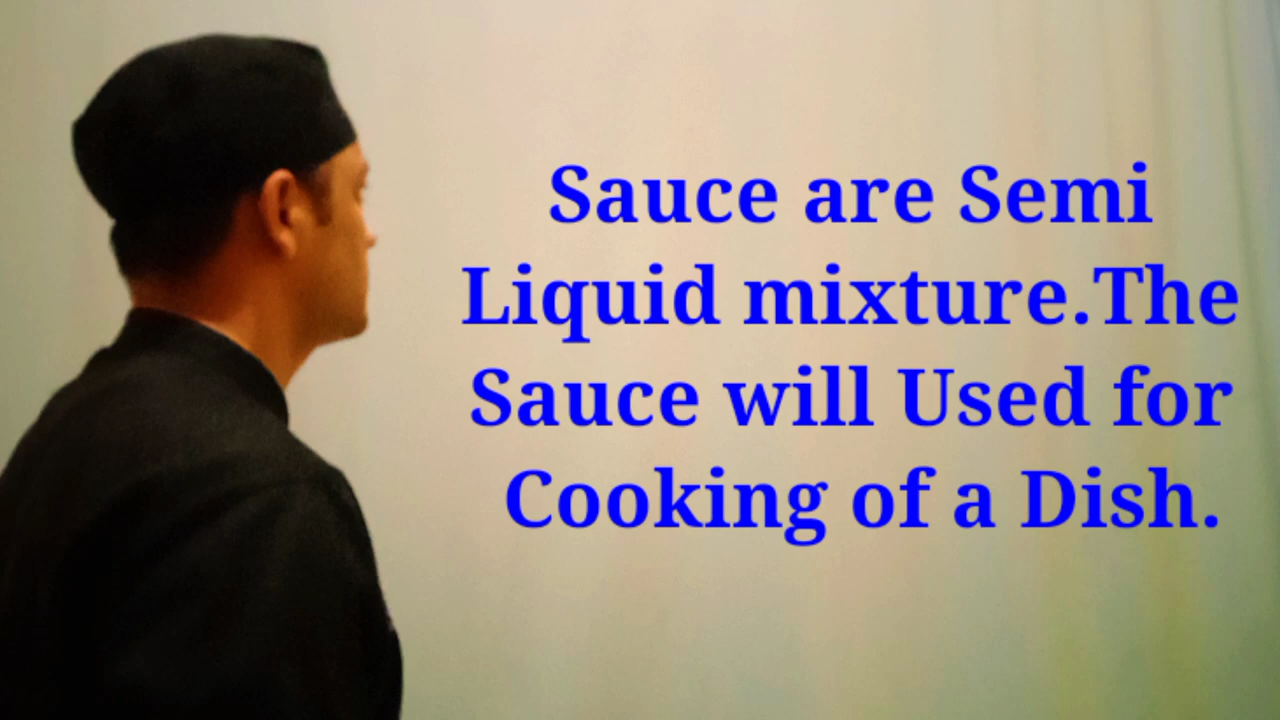 Sauce are Semi
Liquid mixture.The
Sauce will Used for
Cooking of a Dish.